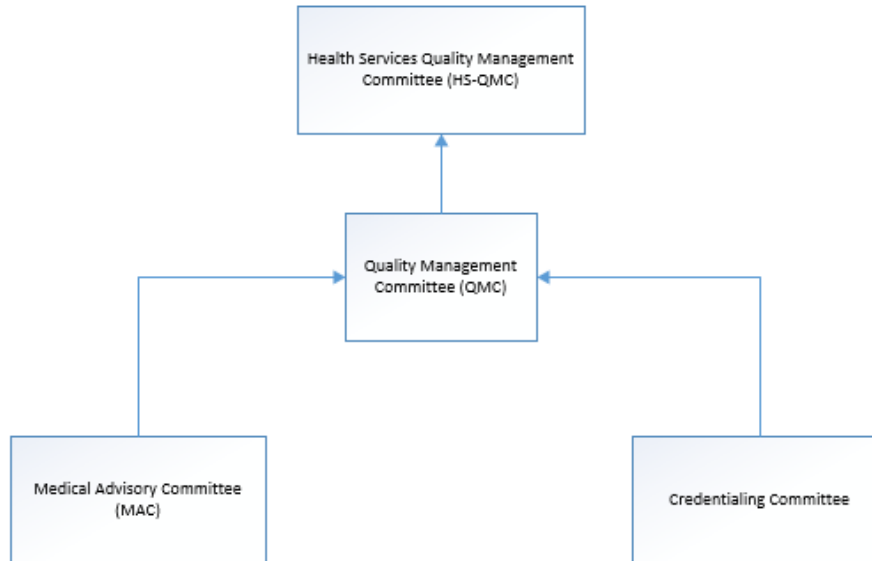 Health Services Quality Management
Committee (HS-QMC)
Quality Management
Committee (QMC)
Medical Advisory Committee
(MAC)
Credentialing Committee